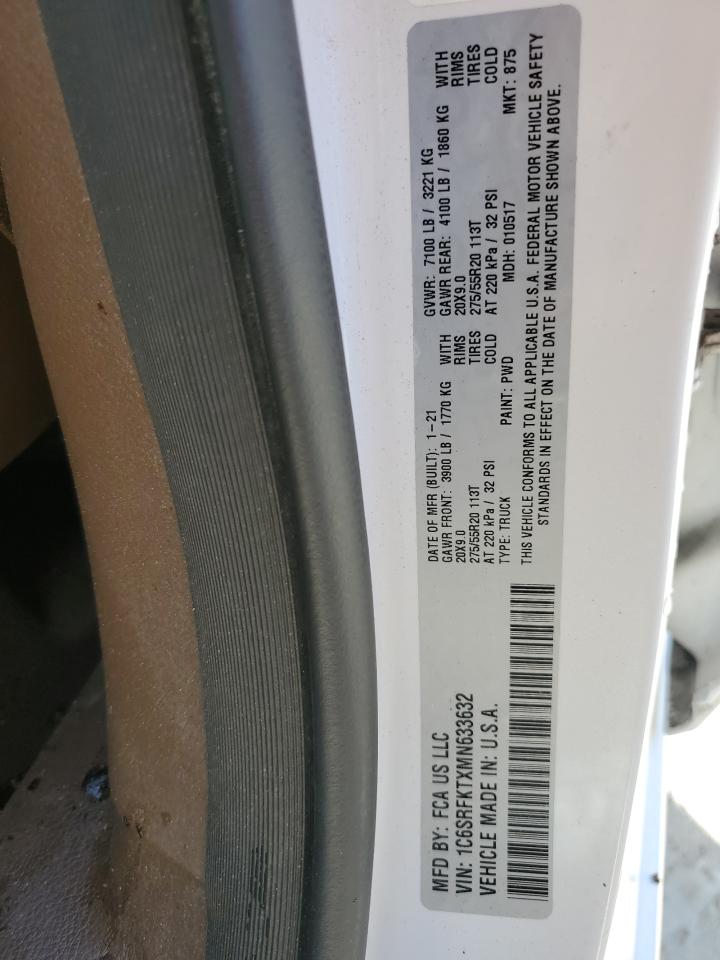 MFD BY: FCA US LLC
VIN: 1C6SRFKTXMN633632
VEHICLE MADE IN: U.S.A.
DATE OF MFR (BUILT): 1-21 GVWR: 7100 LB / 3221 KG
GAWR FRONT: 3900 LB / 1770 KG WITH GAWR REAR: 4100 LB / 1860 KG WITH
20X9.0 RIMS 20X9.0 RIMS
275/55R20 113T TIRES 275/55R20 113T TIRES
AT 220 kPa / 32 PSI COLD AT 220 kPa / 32 PSI COLD
TYPE: TRUCK PAINT: PWD MDH: 010517 MKT: 875
THIS VEHICLE CONFORMS TO ALL APPLICABLE U.S.A. FEDERAL MOTOR VEHICLE SAFETY
STANDARDS IN EFFECT ON THE DATE OF MANUFACTURE SHOWN ABOVE.